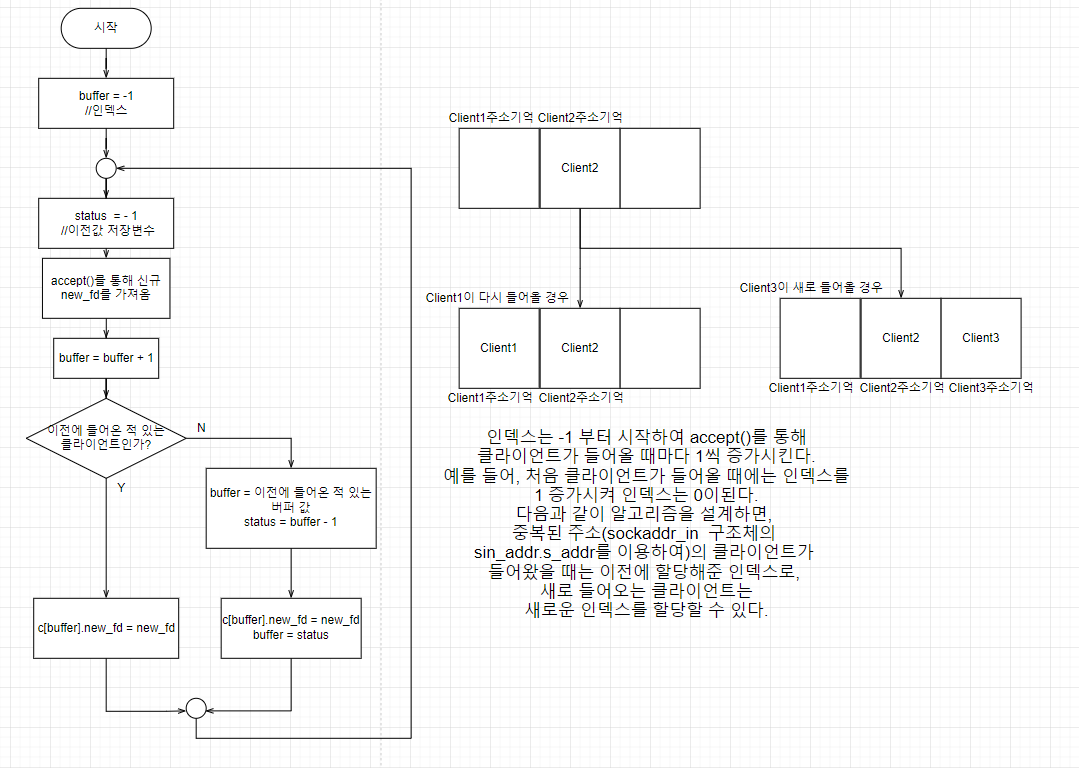 시작
buffer = -1
//인덱스
status = - 1
//이전값 저장변수
accept()를 통해 신규
new_fd를 가져옴
buffer = buffer + 1
이전에 들어온 적 있는
클라이언트인가?
N
Y
buffer = 이전에 들어온 적 있는
버퍼 값
status = buffer - 1
c[buffer].new_fd = new_fd
c[buffer].new_fd = new_fd
buffer = status
Client1주소기억 Client2주소기억
Client2
Client1이 다시 들어올 경우
Client1
Client2
Client1주소기억 Client2주소기억
Client3이 새로 들어올 경우
Client2
Client3
Client1주소기억 Client2주소기억 Client3주소기억
인덱스는 -1 부터 시작하여 accept()를 통해
클라이언트가 들어올 때마다 1씩 증가시킨다.
예를 들어, 처음 클라이언트가 들어올 때에는 인덱스를
1 증가시켜 인덱스는 0이된다.
다음과 같이 알고리즘을 설계하면,
중복된 주소(sockaddr_in 구조체의
sin_addr.s_addr를 이용하여)의 클라이언트가
들어왔을 때는 이전에 할당해준 인덱스로,
새로 들어오는 클라이언트는
새로운 인덱스를 할당할 수 있다.